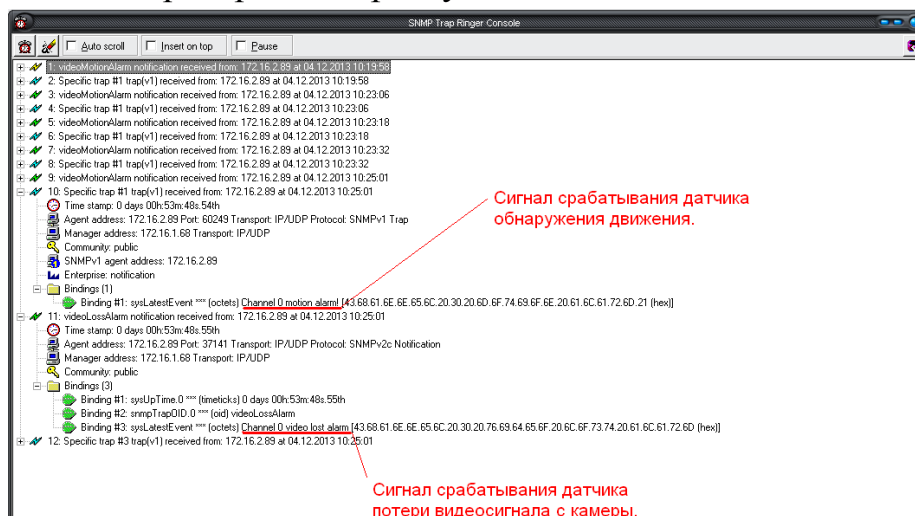 SNMP Trap Ringer Console
Auto scroll Insert on top Pause
1: videoMotionAlarm notification received from: 172.16.2.89 at 04.12.2013 10:19:58
2: Specific trap #1 trap(v1) received from: 172.16.2.89 at 04.12.2013 10:19:58
3: videoMotionAlarm notification received from: 172.16.2.89 at 04.12.2013 10:23:06
4: Specific trap #1 trap(v1) received from: 172.16.2.89 at 04.12.2013 10:23:06
5: videoMotionAlarm notification received from: 172.16.2.89 at 04.12.2013 10:23:18
6: Specific trap #1 trap(v1) received from: 172.16.2.89 at 04.12.2013 10:23:18
7: videoMotionAlarm notification received from: 172.16.2.89 at 04.12.2013 10:23:32
8: Specific trap #1 trap(v1) received from: 172.16.2.89 at 04.12.2013 10:23:32
9: videoMotionAlarm notification received from: 172.16.2.89 at 04.12.2013 10:25:01
10: Specific trap #1 trap(v1) received from: 172.16.2.89 at 04.12.2013 10:25:01
Time stamp: 0 days 00h:53m:48s.54th
Agent address: 172.16.2.89 Port: 60249 Transport: IP/UDP Protocol: SNMPv1 Trap
Manager address: 172.16.1.68 Transport: IP/UDP
Community: public
SNMPv1 agent address: 172.16.2.89
Enterprise: notification
Bindings (1)
Binding #1: sysLatestEvent *** (octets) Channel 0 motion alarm! [43.68.61.6E.6E.65.6C.20.30.20.6D.6F.74.69.6F.6E.20.61.6C.61.72.6D.21 (hex)]
Сигнал срабатывания датчика
обнаружения движения.
11: videoLossAlarm notification received from: 172.16.2.89 at 04.12.2013 10:25:01
Time stamp: 0 days 00h:53m:48s.55th
Agent address: 172.16.2.89 Port: 37141 Transport: IP/UDP Protocol: SNMPv2c Notification
Manager address: 172.16.1.68 Transport: IP/UDP
Community: public
Bindings (3)
Binding #1: sysUpTime.0 *** (timeticks) 0 days 00h:53m:48s.55th
Binding #2: snmpTrapOID.0 *** (oid) videoLossAlarm
Binding #3: sysLatestEvent *** (octets) Channel 0 video lost alarm [43.68.61.6E.6E.65.6C.20.30.20.76.69.64.65.6F.20.6C.6F.73.74.20.61.6C.61.72.6D (hex)]
12: Specific trap #3 trap(v1) received from: 172.16.2.89 at 04.12.2013 10:25:01
Сигнал срабатывания датчика
потери видеосигнала с камеры.